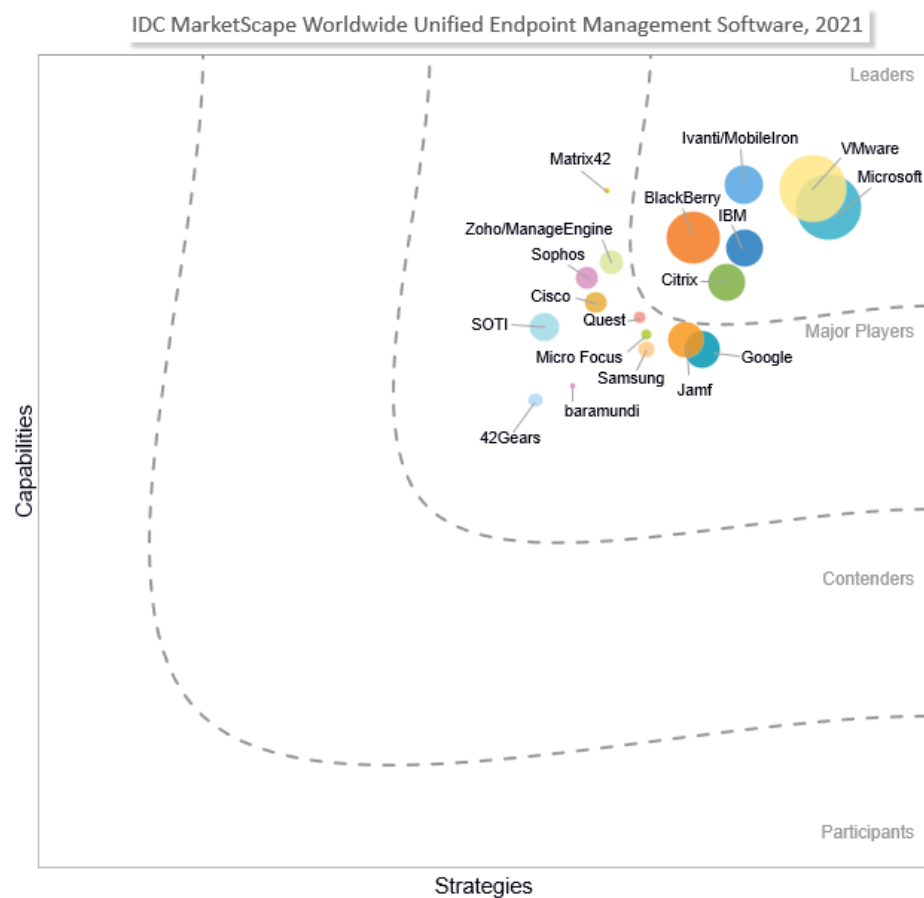 IDC MarketScape Worldwide Unified Endpoint Management Software, 2021
Leaders
Ivanti/MobileIron
VMware
Matrix42
Microsoft
BlackBerry
IBM
Zoho/ManageEngine
Sophos
Citrix
Cisco
Quest
SOTI
Major Players
Micro Focus
Google
Samsung
Jamf
baramundi
42Gears
Capabilities
Contenders
Participants
Strategies